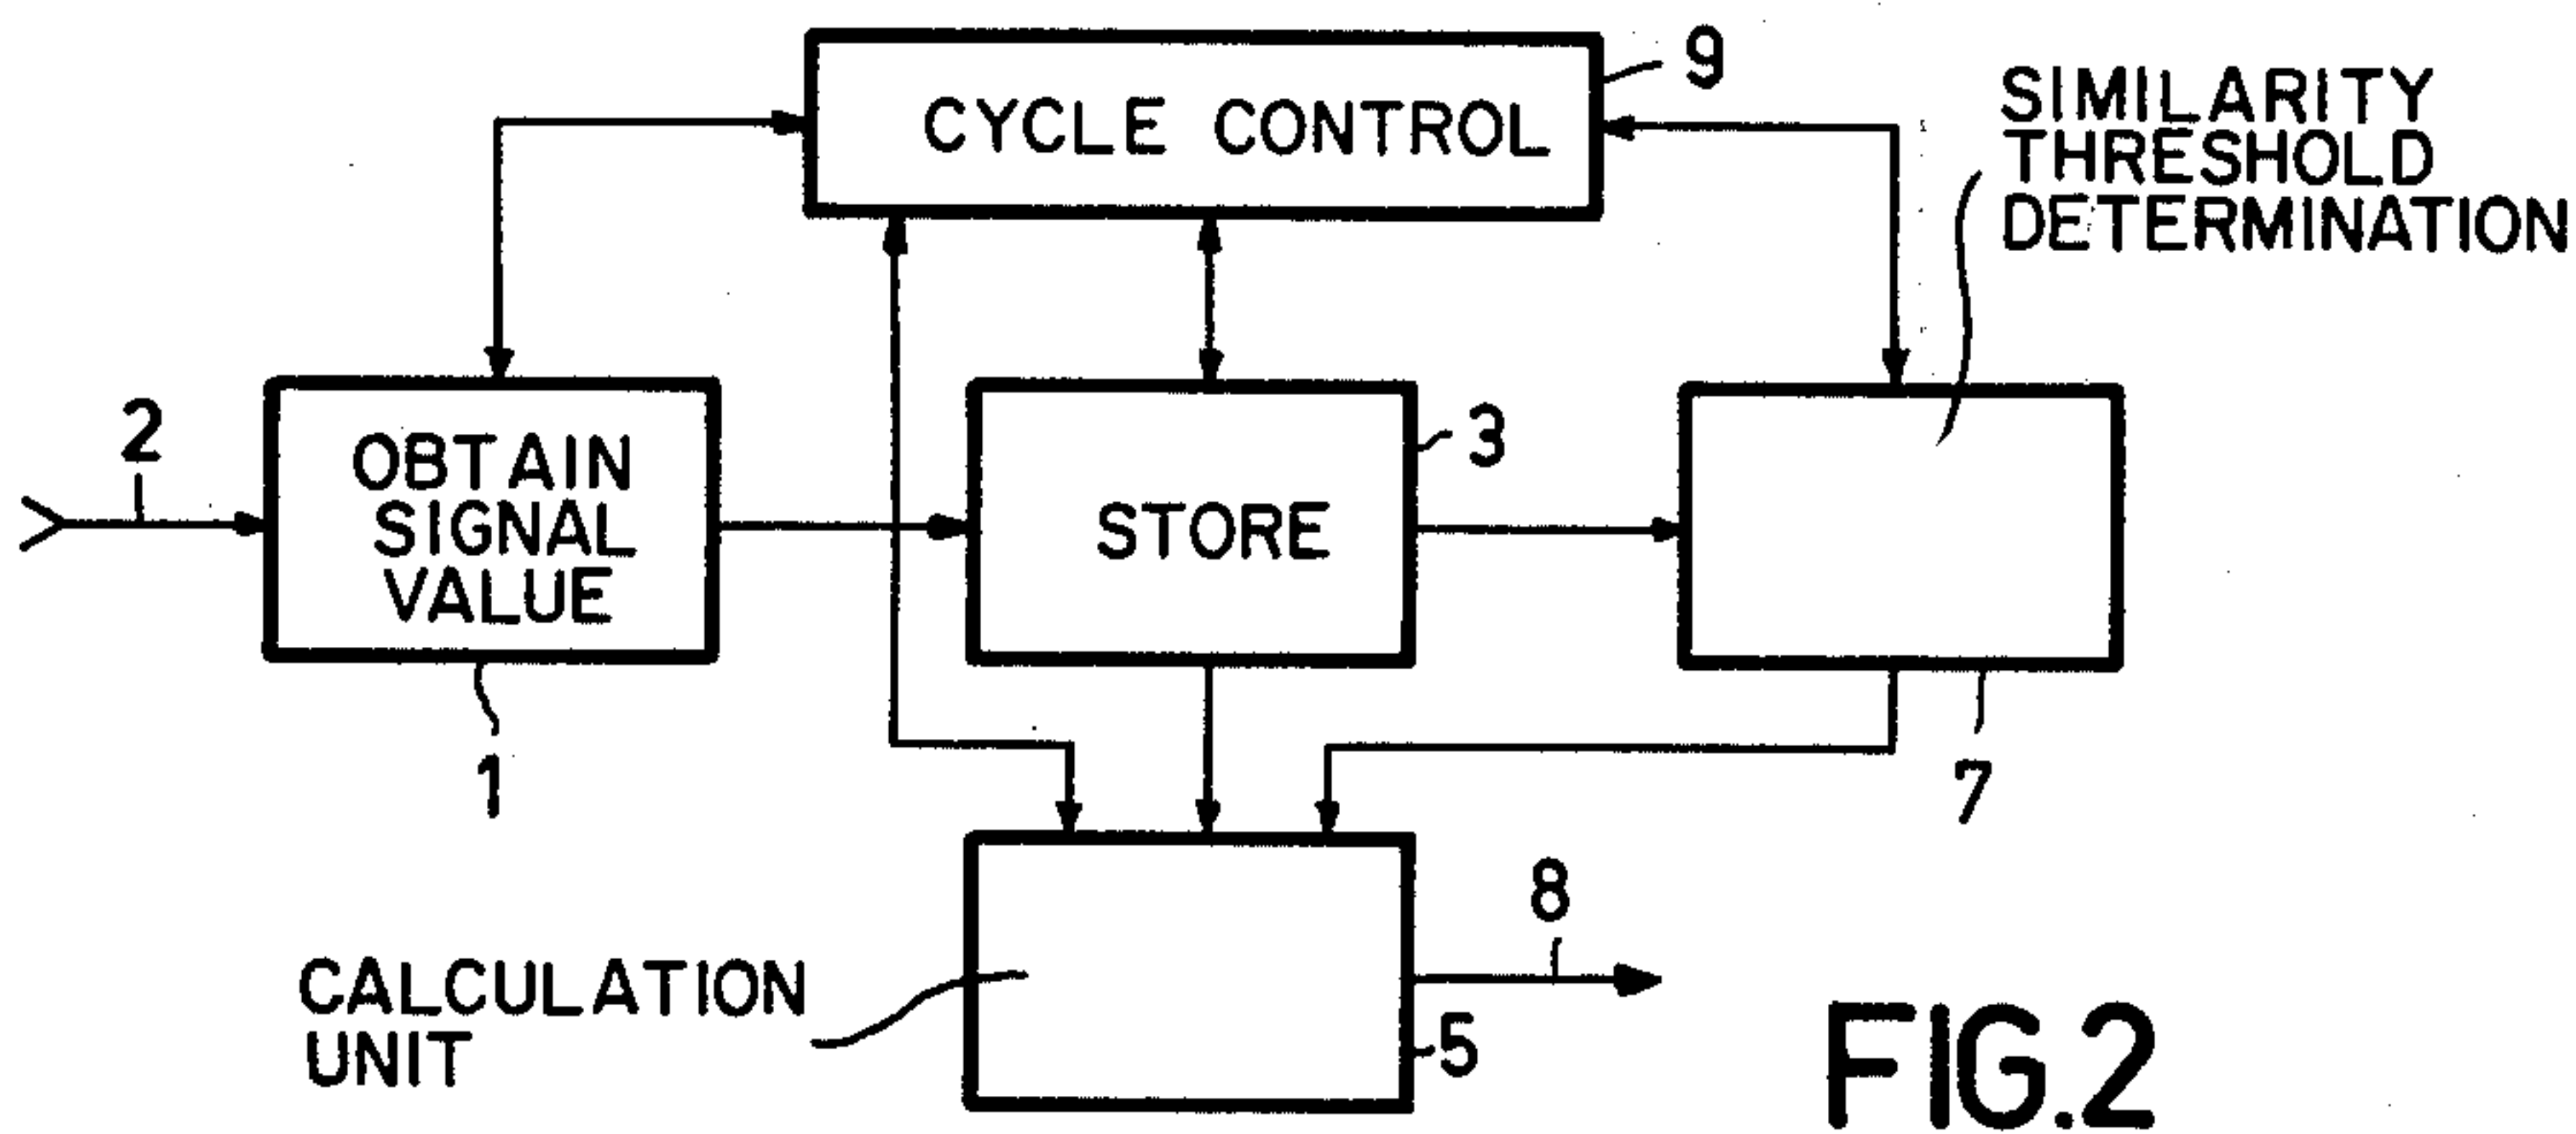 9
CYCLE CONTROL
SIMILARITY
THRESHOLD
DETERMINATION
2
OBTAIN
SIGNAL
VALUE
3
STORE
1
7
8
CALCULATION
UNIT
5
FIG.2